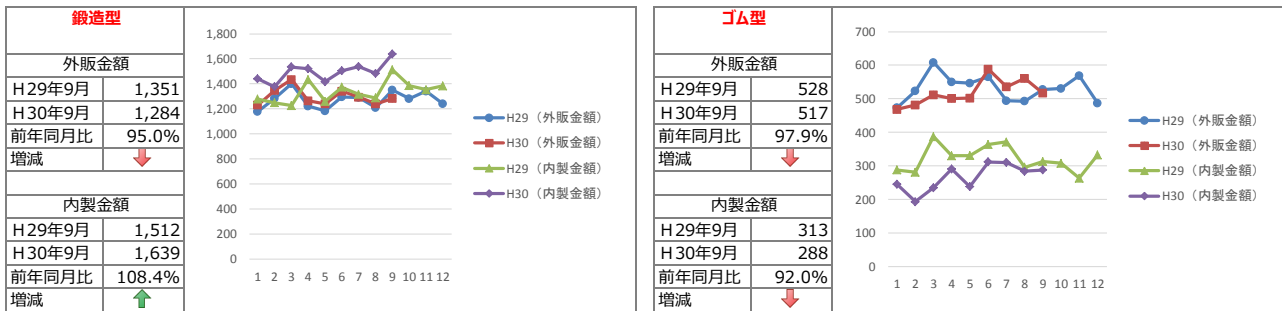 鍛造型
外販金額
H29年9月 1,351
H30年9月 1,284
前年同月比 95.0%
増減
内製金額
H29年9月 1,512
H30年9月 1,639
前年同月比 108.4%
増減
1,800
1,600
1,400
1,200
1,000
800
600
400
200
0
1 2 3 4 5 6 7 8 9 10 11 12
H29（外販金額）
H30（外販金額）
H29（内製金額）
H30（内製金額）
ゴム型
外販金額
H29年9月 528
H30年9月 517
前年同月比 97.9%
増減
内製金額
H29年9月 313
H30年9月 288
前年同月比 92.0%
増減
700
600
500
400
300
200
100
0
1 2 3 4 5 6 7 8 9 10 11 12
H29（外販金額）
H30（外販金額）
H29（内製金額）
H30（内製金額）